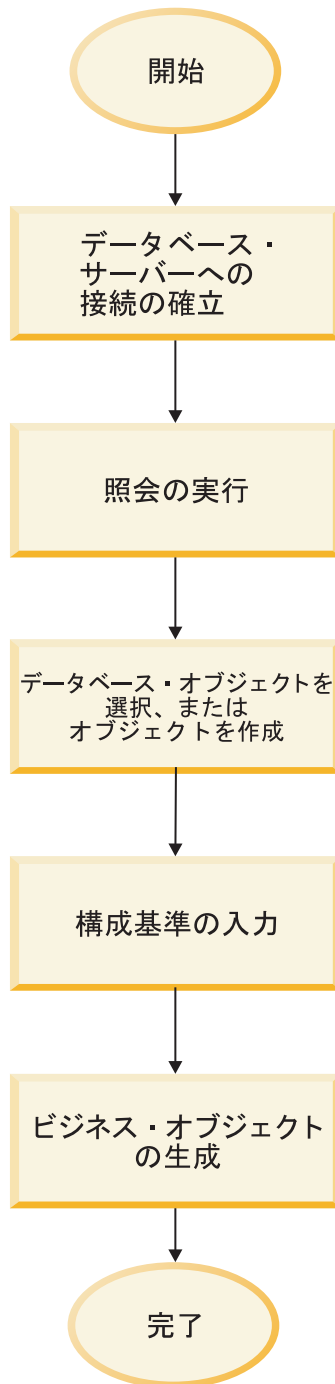 開始
データベース・
サーバーへの
接続の確立
照会の実行
データベース・オブジェクトを
選択、または
オブジェクトを作成
構成基準の入力
ビジネス・オブジェクト
の生成
完了